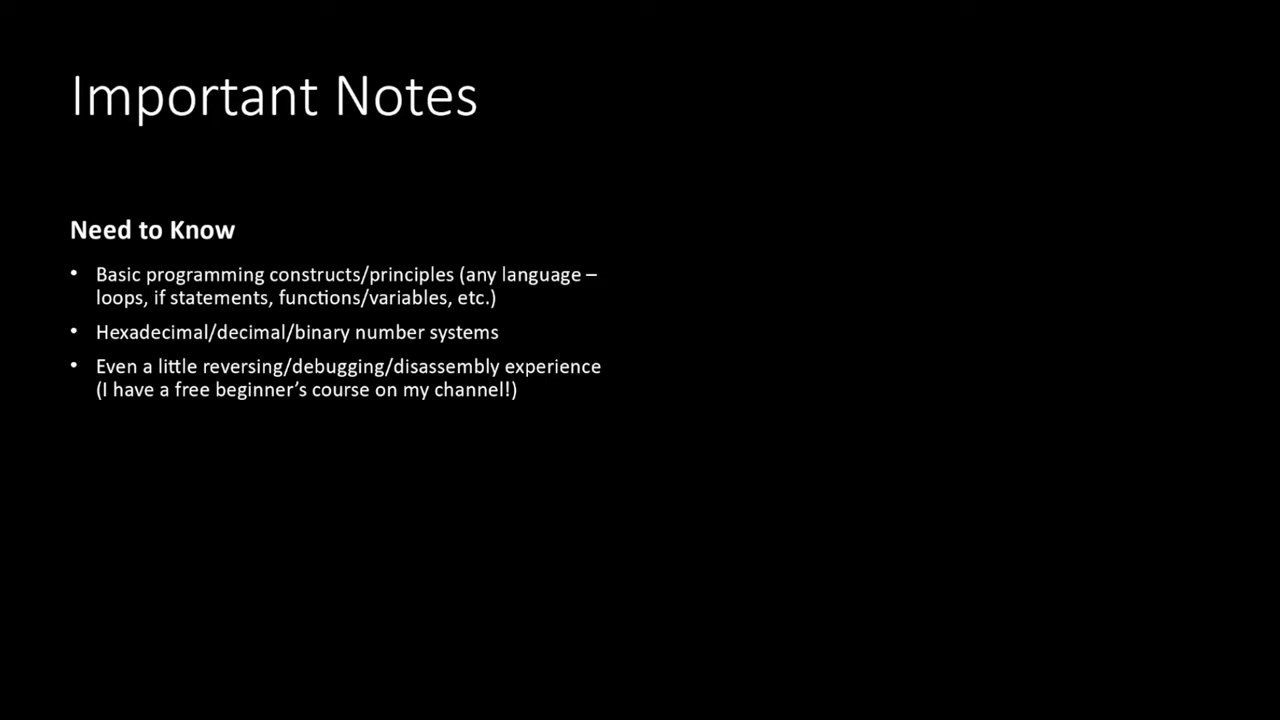 Important Notes
Need to Know
• Basic programming constructs/principles (any language –
loops, if statements, functions/variables, etc.)
• Hexadecimal/decimal/binary number systems
• Even a little reversing/debugging/disassembly experience
(I have a free beginner’s course on my channel!)